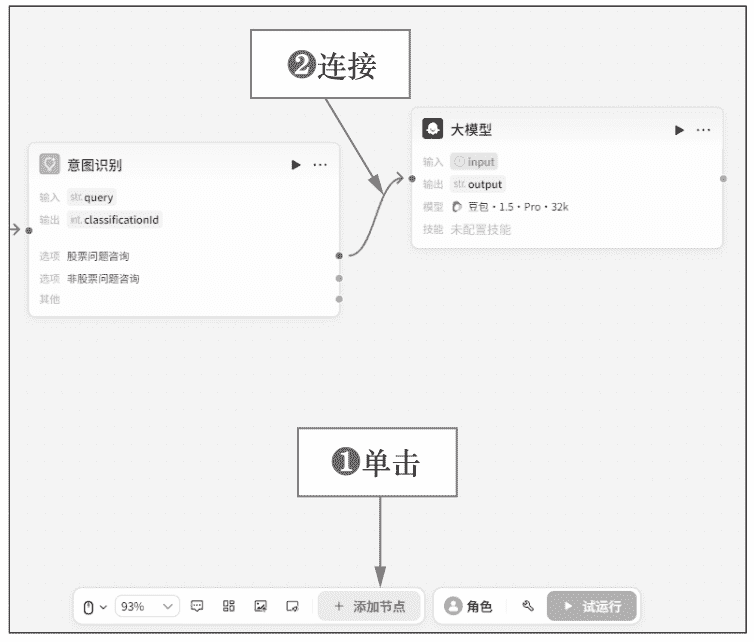 ❷连接
大模型
输入 input
输出 str. output
模型 豆包·1.5·Pro·32k
技能 未配置技能
意图识别
输入 str. query
输出 int. classificationId
选项 股票问题咨询
选项 非股票问题咨询
其他
❶单击
93%
+ 添加节点
角色
试运行